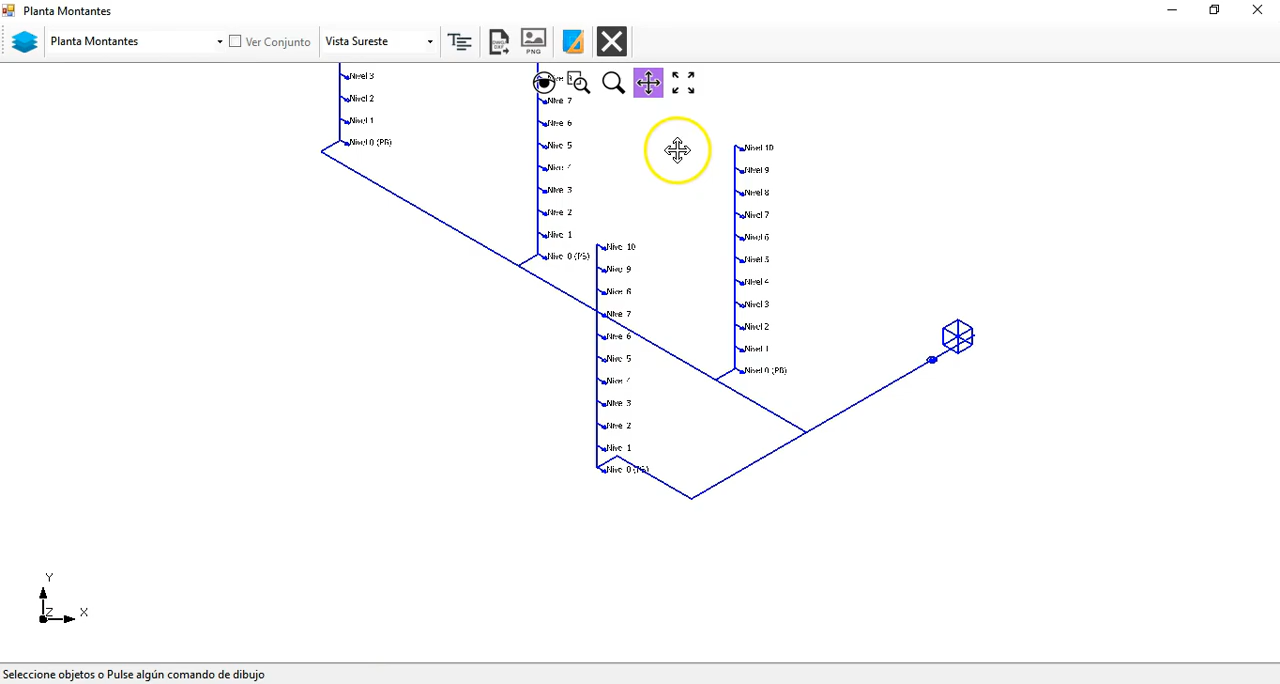 Planta Montantes
Planta Montantes
Ver Conjunto
Vista Sureste
DWG
DXF
PNG
Nivel 3
Nivel 2
Nivel 1
Nivel 0 (PB)
Nive 7
Nive 6
Nive 5
Nive 3
Nive 2
Nive 1
Nive 0
Nive 10
Nive 9
Nive 7
Nive 6
Nive 5
Nive 3
Nive 2
Nive 1
Nive 0
Nivel 10
Nivel 9
Nivel 8
Nivel 7
Nivel 6
Nivel 5
Nivel 4
Nivel 3
Nivel 2
Nivel 1
Nivel 0 (PB)
Y
Z
X
Seleccione objetos o Pulse algún comando de dibujo